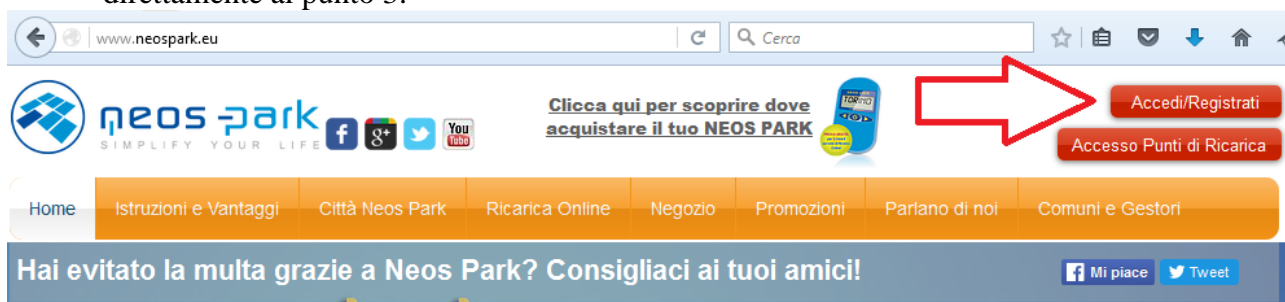 direttamente al punto 3.
www.neospark.eu
Cerca
neos park
SIMPLIFY YOUR LIFE
f g+ You Tube
Clicca qui per scoprire dove
acquistare il tuo NEOS PARK
TORINO
Accedi/Registrati
Accesso Punti di Ricarica
Home Istruzioni e Vantaggi Città Neos Park Ricarica Online Negozio Promozioni Parlano di noi Comuni e Gestori
Hai evitato la multa grazie a Neos Park? Consigliaci ai tuoi amici! Mi piace Tweet